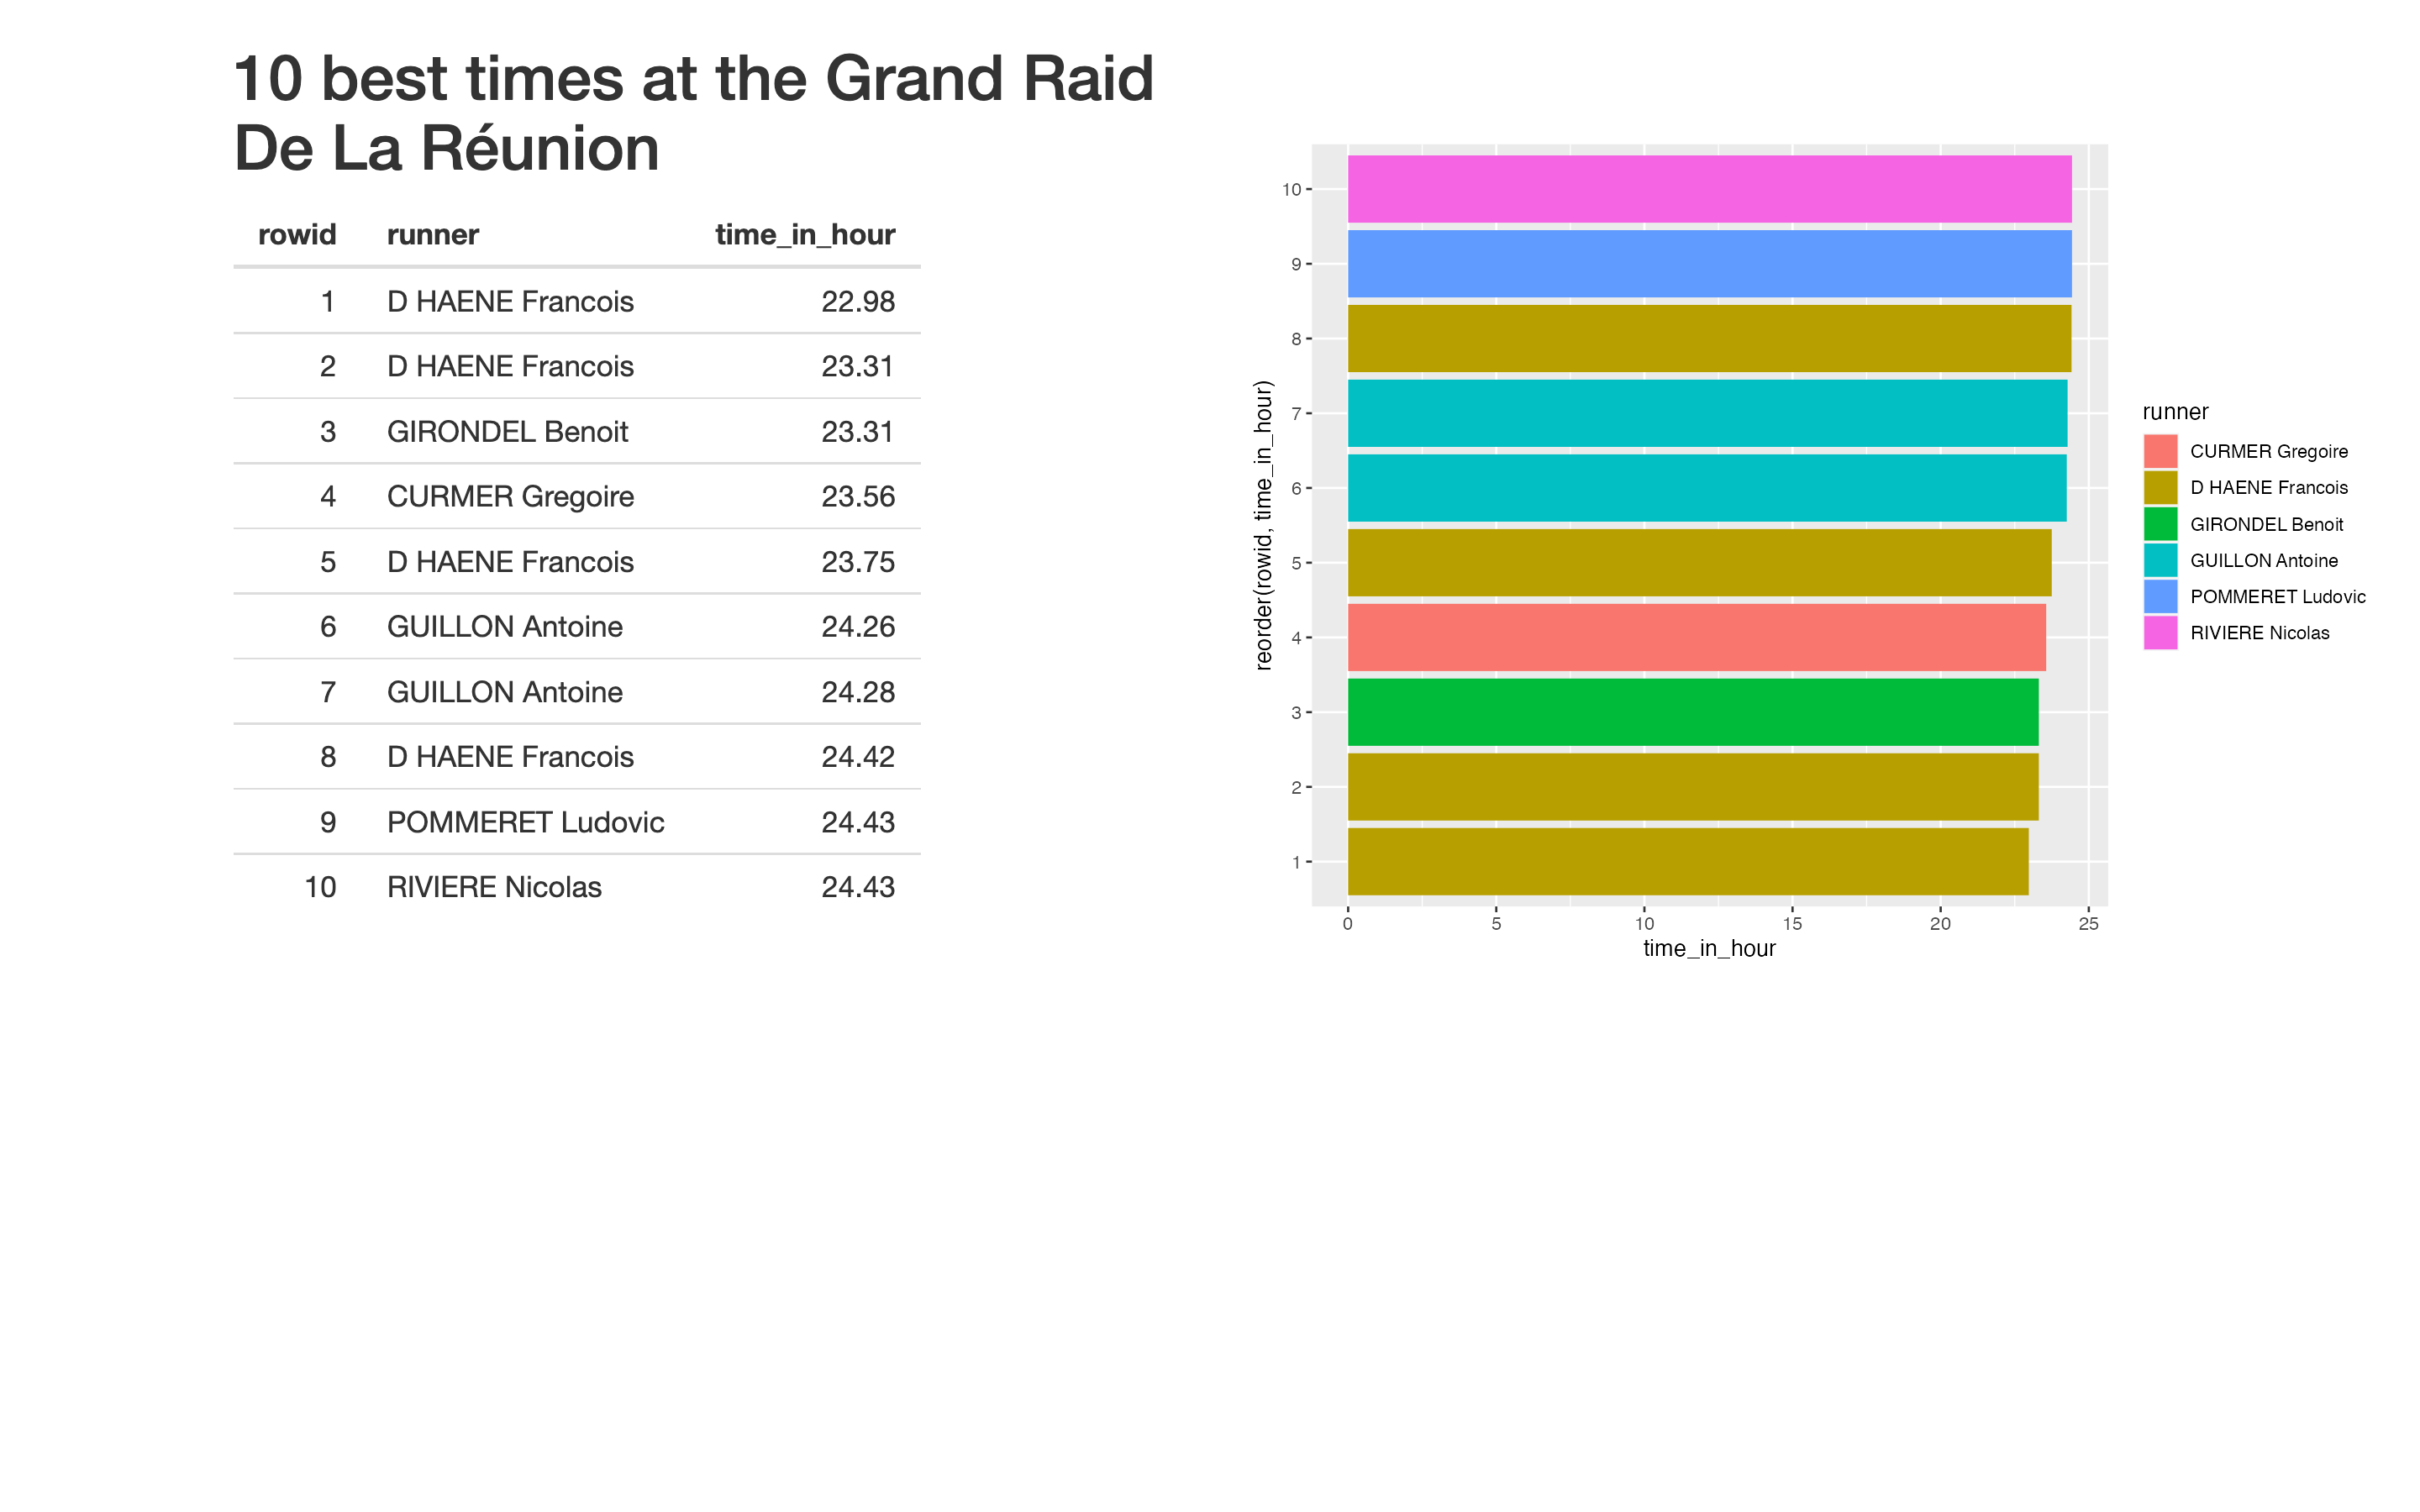 10 best times at the Grand Raid
De La Réunion
rowid runner time_in_hour
1 D HAENE Francois 22.98
2 D HAENE Francois 23.31
3 GIRONDEL Benoit 23.31
4 CURMER Gregoire 23.56
5 D HAENE Francois 23.75
6 GUILLON Antoine 24.26
7 GUILLON Antoine 24.28
8 D HAENE Francois 24.42
9 POMMERET Ludovic 24.43
10 RIVIERE Nicolas 24.43
reorder(rowid, time_in_hour)
10
9
8
7
6
5
4
3
2
1
0 5 10 15 20 25
time_in_hour
runner
CURMER Gregoire
D HAENE Francois
GIRONDEL Benoit
GUILLON Antoine
POMMERET Ludovic
RIVIERE Nicolas